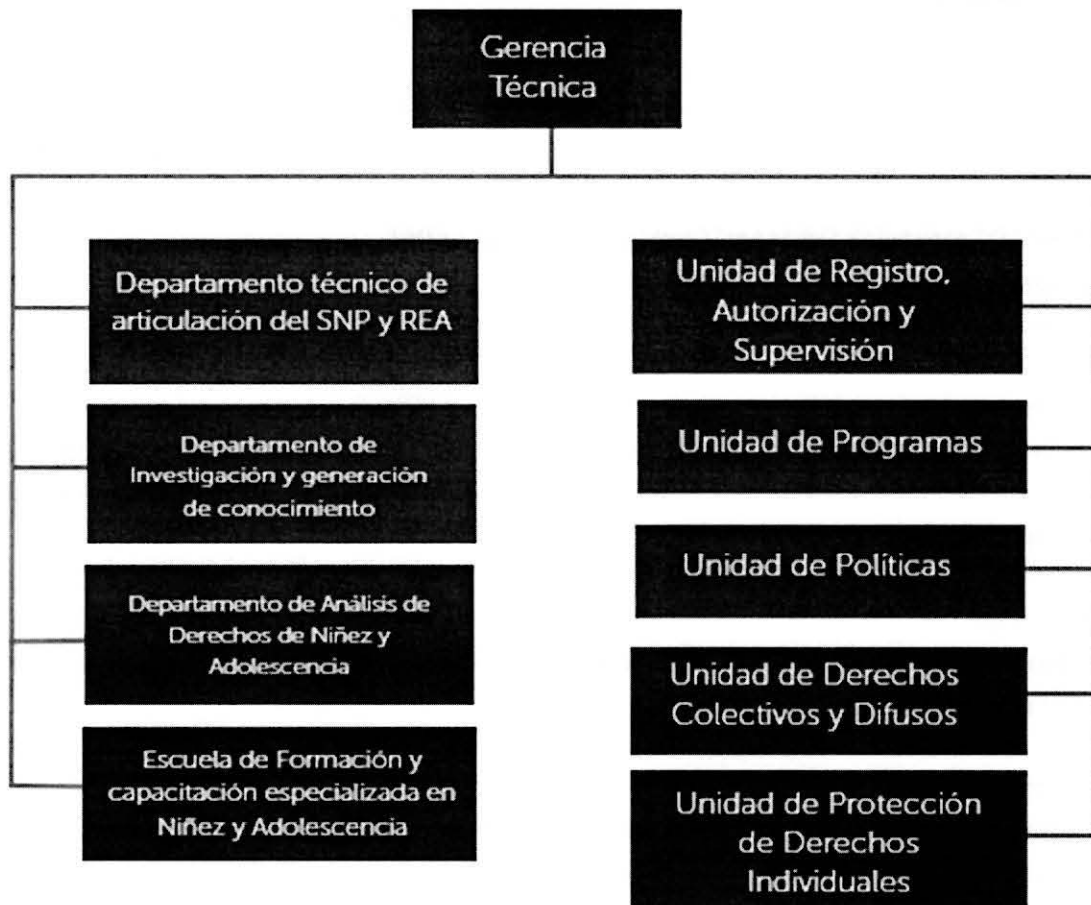 Gerencia
Técnica
Departamento técnico de
articulación del SNP y REA
Departamento de
Investigación y generación
de conocimiento
Departamento de Análisis de
Derechos de Niñez y
Adolescencia
Escuela de Formación y
capacitación especializada en
Niñez y Adolescencia
Unidad de Registro,
Autorización y
Supervisión
Unidad de Programas
Unidad de Políticas
Unidad de Derechos
Colectivos y Difusos
Unidad de Protección
de Derechos
Individuales